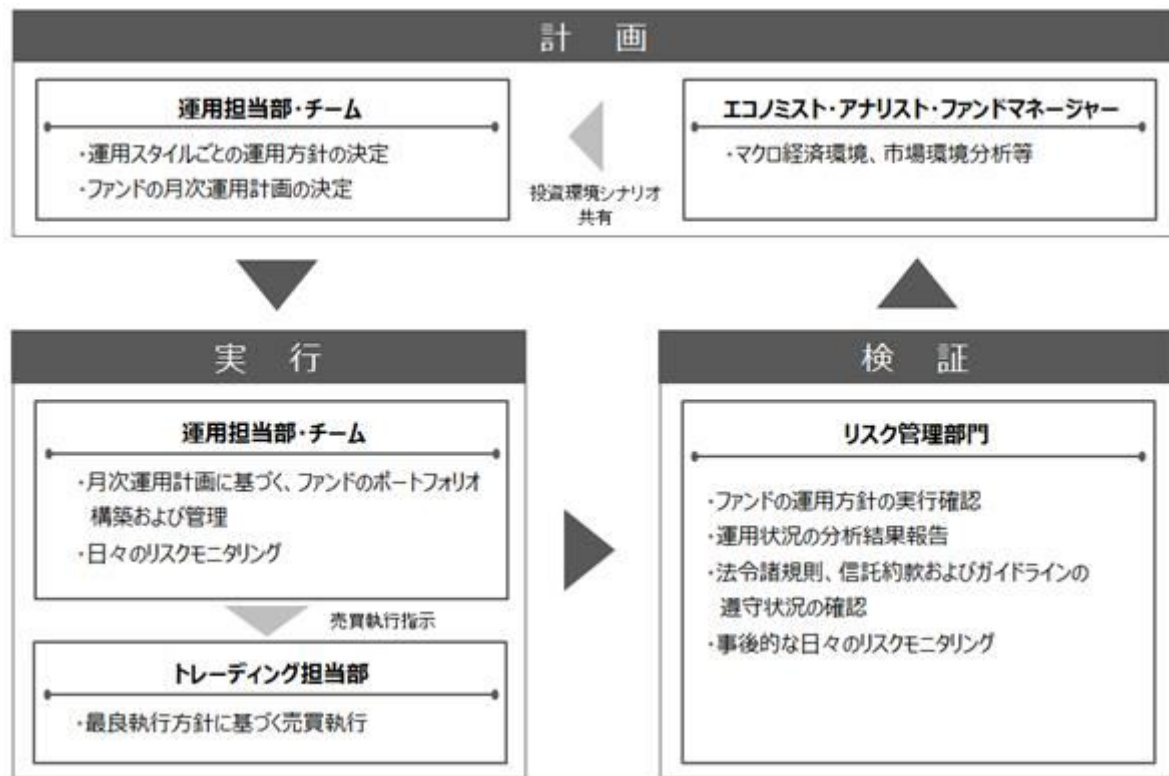 計 画
運用担当部・チーム
・運用スタイルごとの運用方針の決定
・ファンドの月次運用計画の決定
投資環境シナリオ
共有
エコノミスト・アナリスト・ファンドマネージャー
・マクロ経済環境、市場環境分析等
実 行
運用担当部・チーム
・月次運用計画に基づく、ファンドのポートフォリオ
構築および管理
・日々のリスクモニタリング
売買執行指示
トレーディング担当部
・最良執行方針に基づく売買執行
検 証
リスク管理部門
・ファンドの運用方針の実行確認
・運用状況の分析結果報告
・法令諸規則、信託約款およびガイドラインの
遵守状況の確認
・事後的な日々のリスクモニタリング